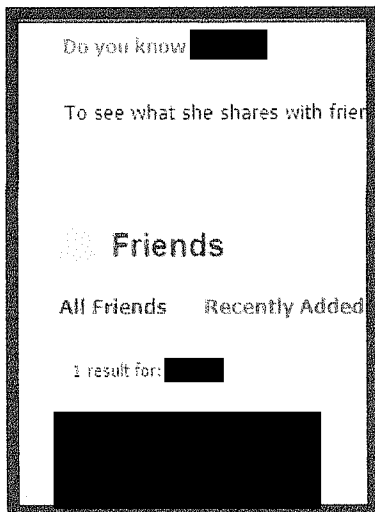 Do you know
To see what she shares with frien
Friends
All Friends Recently Added
1 result for: